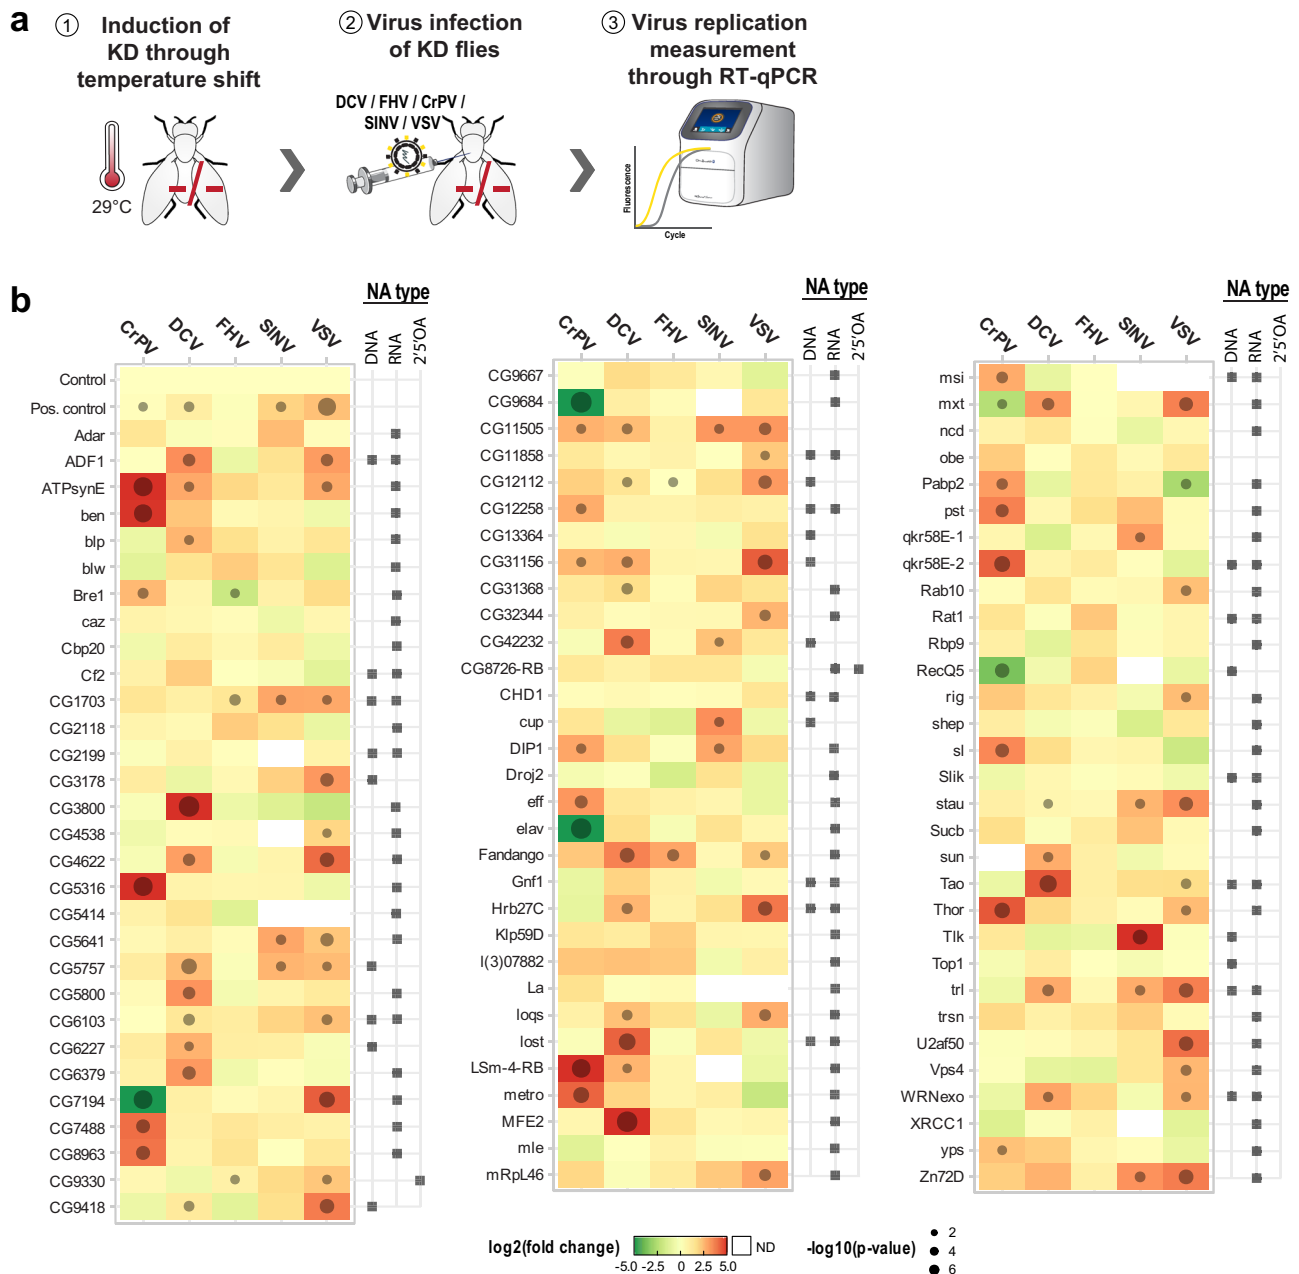 a
1 Induction of
KD through
temperature shift
29°C
2 Virus infection
of KD flies
DCV / FHV / CrPV /
SINV / VSV
3 Virus replication
measurement
through RT-qPCR
Fluorescence
Cycle
b
CrPV DCV FHV SINV VSV
NA type
DNA RNA 2'5'OA
Control
Pos. control
Adar
ADF1
ATPsynE
ben
blp
blw
Bre1
caz
Cbp20
Cf2
CG1703
CG2118
CG2199
CG3178
CG3800
CG4538
CG4622
CG5316
CG5414
CG5641
CG5757
CG5800
CG6103
CG6227
CG6379
CG7194
CG7488
CG8963
CG9330
CG9418
CrPV DCV FHV SINV VSV
NA type
DNA RNA 2'5'OA
CG9667
CG9684
CG11505
CG11858
CG12112
CG12258
CG13364
CG31156
CG31368
CG32344
CG42232
CG8726-RB
CHD1
cup
DIP1
Droj2
eff
elav
Fandango
Gnf1
Hrb27C
Klp59D
l(3)07882
La
loqs
lost
LSm-4-RB
metro
MFE2
mle
mRpL46
CrPV DCV FHV SINV VSV
NA type
DNA RNA 2'5'OA
msi
mxt
ncd
obe
Pabp2
pst
qkr58E-1
qkr58E-2
Rab10
Rat1
Rbp9
RecQ5
rig
shep
sl
Slik
stau
Sucb
sun
Tao
Thor
Tlk
Top1
trl
trsn
U2af50
Vps4
WRNexo
XRCC1
yps
Zn72D
log2(fold change)
-5.0 -2.5 0 2.5 5.0
ND
-log10(p-value)
2
4
6